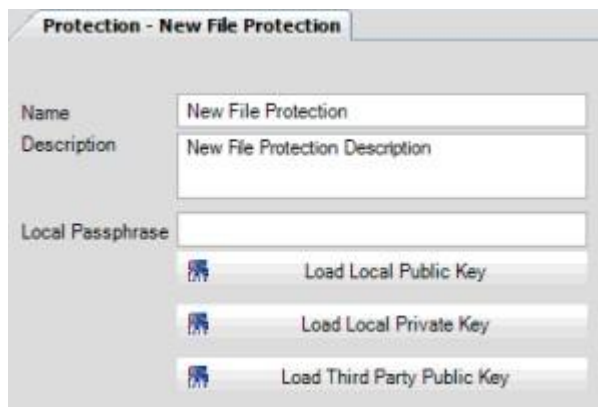 Protection - New File Protection
Name New File Protection
Description New File Protection Description
Local Passphrase
Load Local Public Key
Load Local Private Key
Load Third Party Public Key